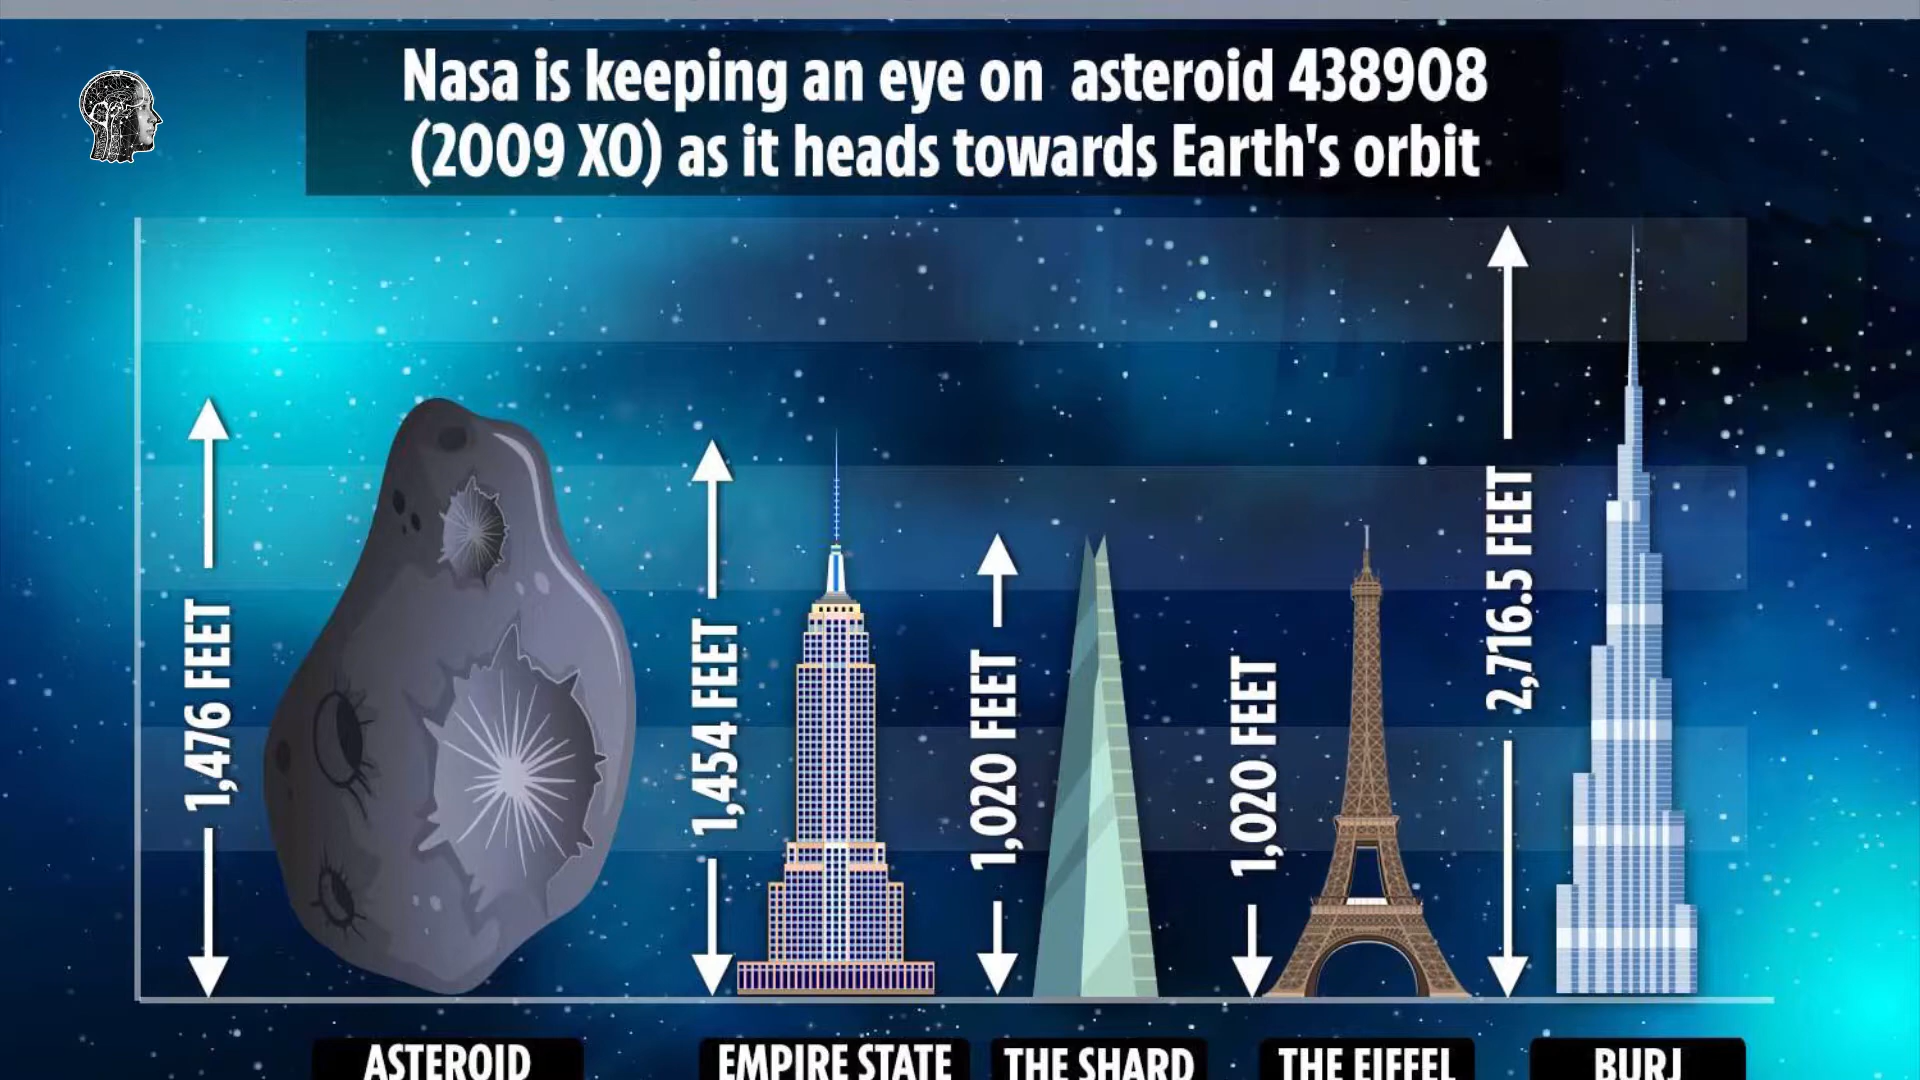 Nasa is keeping an eye on asteroid 438908
(2009 XO) as it heads towards Earth's orbit
1,476 FEET
1,454 FEET
1,020 FEET
1,020 FEET
2,716.5 FEET
ASTEROID
EMPIRE STATE
THE SHARD
THE EIFFEL
BURJ